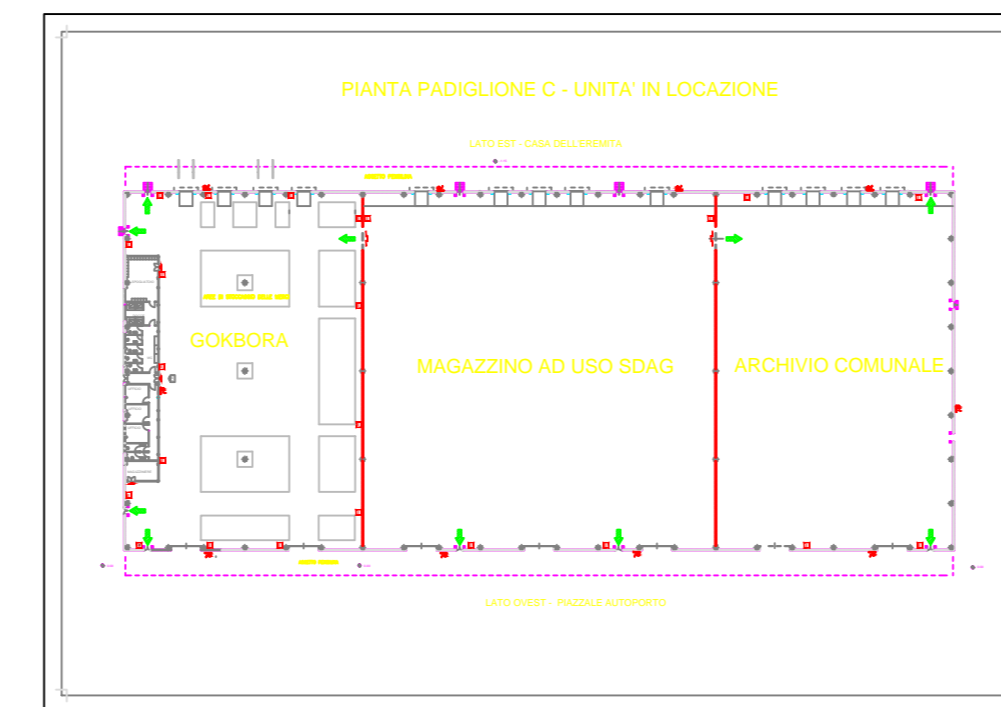 PIANTA PADIGLIONE C - UNITA' IN LOCAZIONE
LATO EST - CASA DELL'EREMITA
GOKBORA
MAGAZZINO AD USO SDAG
ARCHIVIO COMUNALE
LATO OVEST - PIAZZALE AUTOPORTO